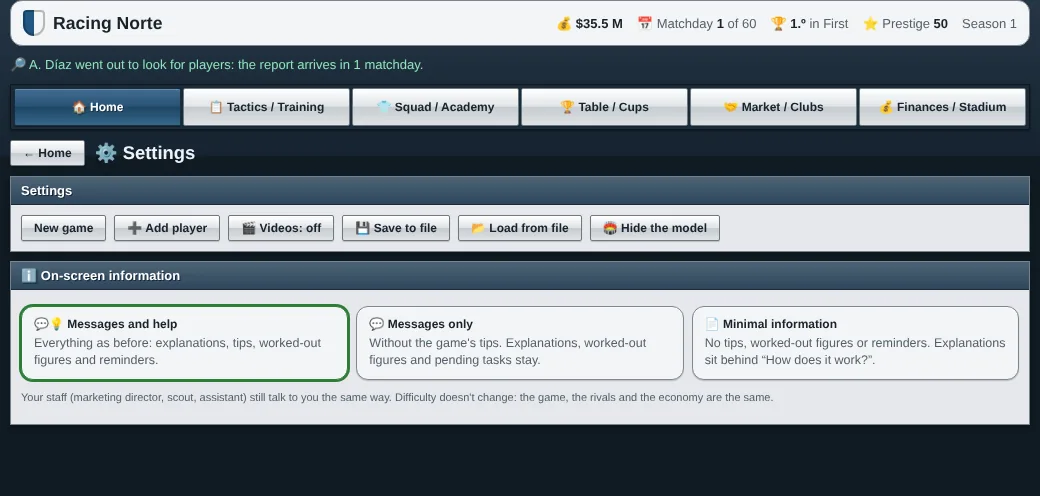 Racing Norte
💰 $35.5 M 📅 Matchday 1 of 60 🏆 1.º in First ⭐ Prestige 50 Season 1
🔎 A. Díaz went out to look for players: the report arrives in 1 matchday.
🏠 Home 📋 Tactics / Training 👕 Squad / Academy 🏆 Table / Cups 🤝 Market / Clubs 💰 Finances / Stadium
← Home ⚙️ Settings
Settings
New game ➕ Add player 🎬 Videos: off 💾 Save to file 📂 Load from file 🏟️ Hide the model
ℹ️ On-screen information
💬💡 Messages and help
Everything as before: explanations, tips, worked-out
figures and reminders.
💬 Messages only
Without the game's tips. Explanations, worked-out
figures and pending tasks stay.
📄 Minimal information
No tips, worked-out figures or reminders. Explanations
sit behind “How does it work?”.
Your staff (marketing director, scout, assistant) still talk to you the same way. Difficulty doesn't change: the game, the rivals and the economy are the same.